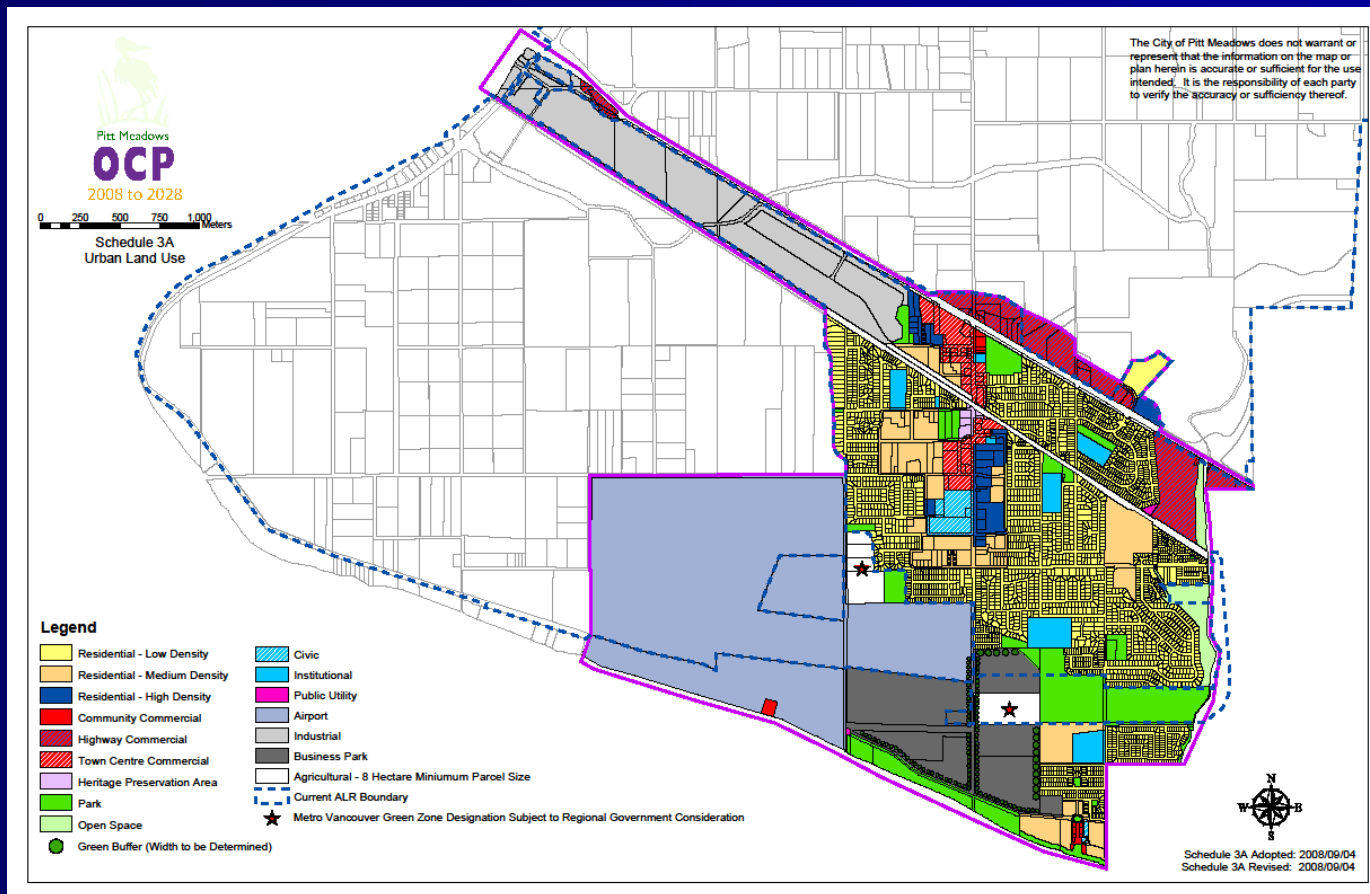 The City of Pitt Meadows does not warrant or
represent that the information on the map or
plan herein is accurate or sufficient for the use
intended. It is the responsibility of each party
to verify the accuracy or sufficiency thereof.
Pitt Meadows
OCP
2008 to 2028
0 250 500 750 1,000
Meters
Schedule 3A
Urban Land Use
Legend
Residential - Low Density
Residential - Medium Density
Residential - High Density
Community Commercial
Highway Commercial
Town Centre Commercial
Heritage Preservation Area
Park
Open Space
Green Buffer (Width to be Determined)
Civic
Institutional
Public Utility
Airport
Industrial
Business Park
Agricultural - 8 Hectare Miniumum Parcel Size
Current ALR Boundary
Metro Vancouver Green Zone Designation Subject to Regional Government Consideration
N
W E
S
Schedule 3A Adopted: 2008/09/04
Schedule 3A Revised: 2008/09/04